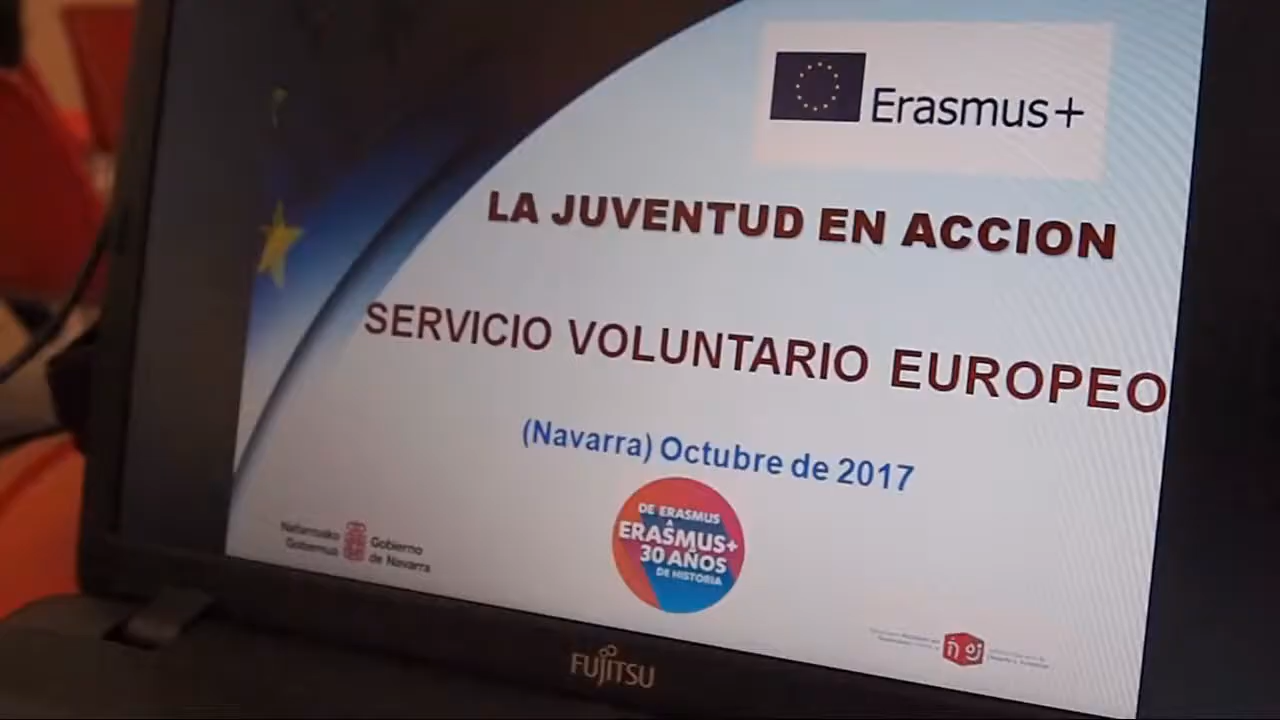 Erasmus+
LA JUVENTUD EN ACCION
SERVICIO VOLUNTARIO EUROPEO
(Navarra) Octubre de 2017
DE ERASMUS
A
ERASMUS+
30 AÑOS
DE HISTORIA
Nafarroako
Gobernua
Gobierno
de Navarra
FUJITSU